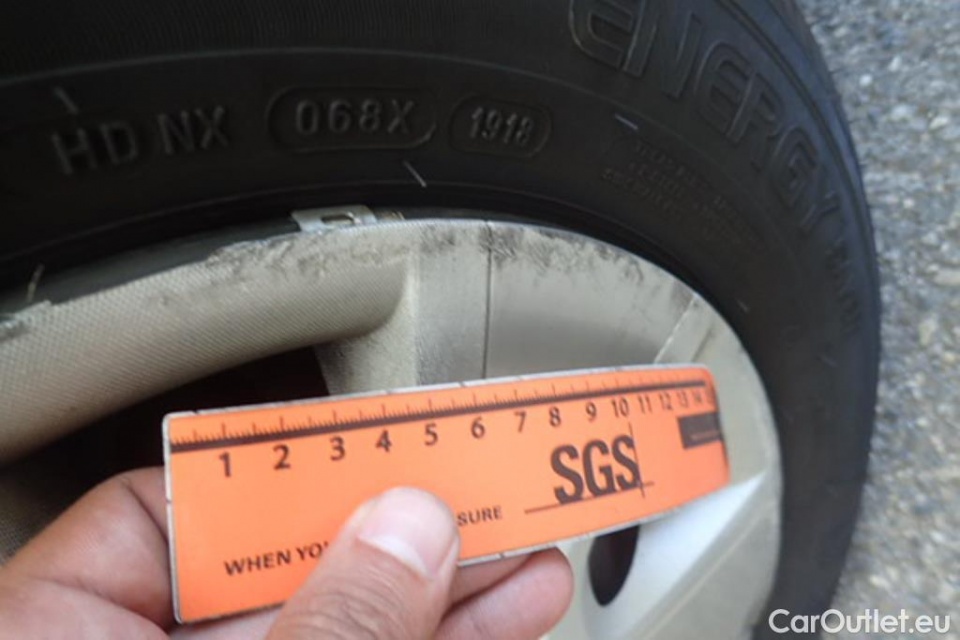 ENERGY
HD NX 068X 1918
1 2 3 4 5 6 7 8 9 10 11 12 13 14
SGS
WHEN YOU SURE
CarOutlet.eu